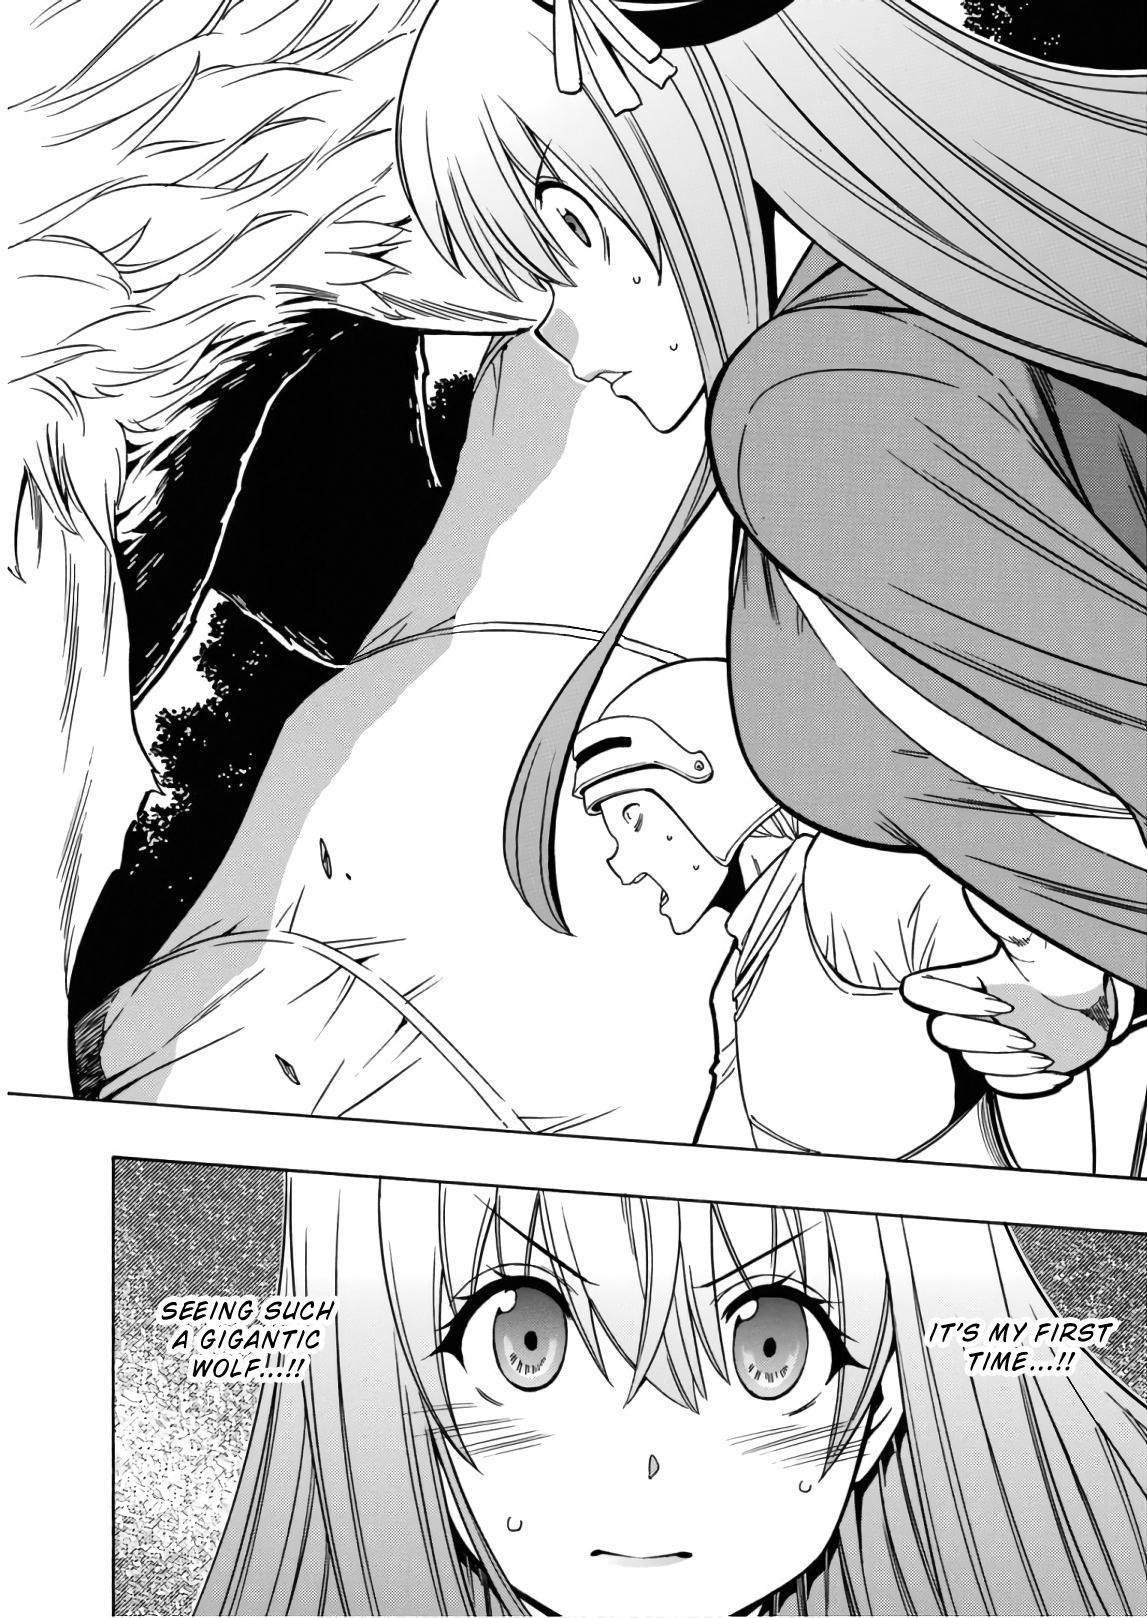 IT'S MY FIRST
TIME...!!
SEEING SUCH
A GIGANTIC
WOLF...!!